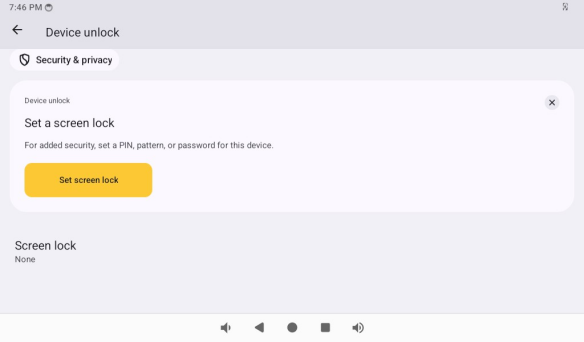 7:46 PM
Device unlock
Security & privacy
Device unlock
Set a screen lock
For added security, set a PIN, pattern, or password for this device.
Set screen lock
Screen lock
None